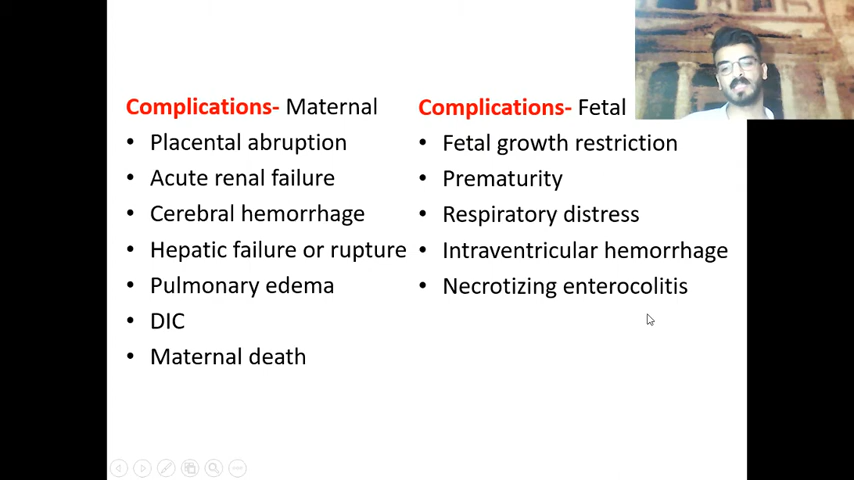 Complications- Maternal
• Placental abruption
• Acute renal failure
• Cerebral hemorrhage
• Hepatic failure or rupture
• Pulmonary edema
• DIC
• Maternal death
Complications- Fetal
• Fetal growth restriction
• Prematurity
• Respiratory distress
• Intraventricular hemorrhage
• Necrotizing enterocolitis